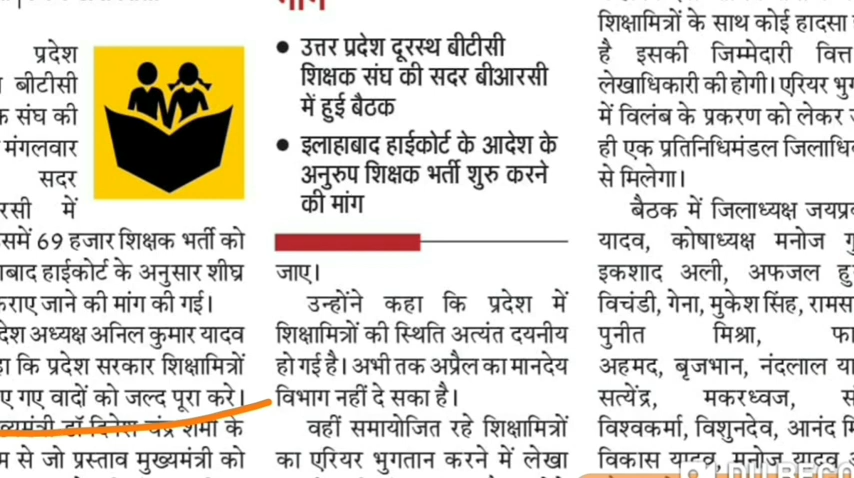 प्रदेश
बीटीसी
संघ की
मंगलवार
सदर
में
69 हजार शिक्षक भर्ती को
हाईकोर्ट के अनुसार शीघ्र
कराए जाने की मांग की गई।
अध्यक्ष अनिल कुमार यादव
कि प्रदेश सरकार शिक्षामित्रों
गए वादों को जल्द पूरा करे।
डॉ दिनेश चंद्र शर्मा के
से जो प्रस्ताव मुख्यमंत्री को
मांग
● उत्तर प्रदेश दूरस्थ बीटीसी
शिक्षक संघ की सदर बीआरसी
में हुई बैठक
● इलाहाबाद हाईकोर्ट के आदेश के
अनुरुप शिक्षक भर्ती शुरु करने
की मांग
जाए।
उन्होंने कहा कि प्रदेश में
शिक्षामित्रों की स्थिति अत्यंत दयनीय
हो गई है। अभी तक अप्रैल का मानदेय
विभाग नहीं दे सका है।
वहीं समायोजित रहे शिक्षामित्रों
का एरियर भुगतान करने में लेखा
शिक्षामित्रों के साथ कोई हादसा
है इसकी जिम्मेदारी वित्त
लेखाधिकारी की होगी। एरियर
में विलंब के प्रकरण को लेकर
ही एक प्रतिनिधिमंडल
से मिलेगा।
बैठक में जिलाध्यक्ष
यादव, कोषाध्यक्ष मनोज
इकशाद अली, अफजल
विचंडी, गेना, मुकेश सिंह,
पुनीत मिश्रा,
अहमद, बृजभान, नंदलाल
सत्येंद्र, मकरध्वज,
विश्वकर्मा, विशुनदेव, आनंद
विकास यादव, मनोज यादव